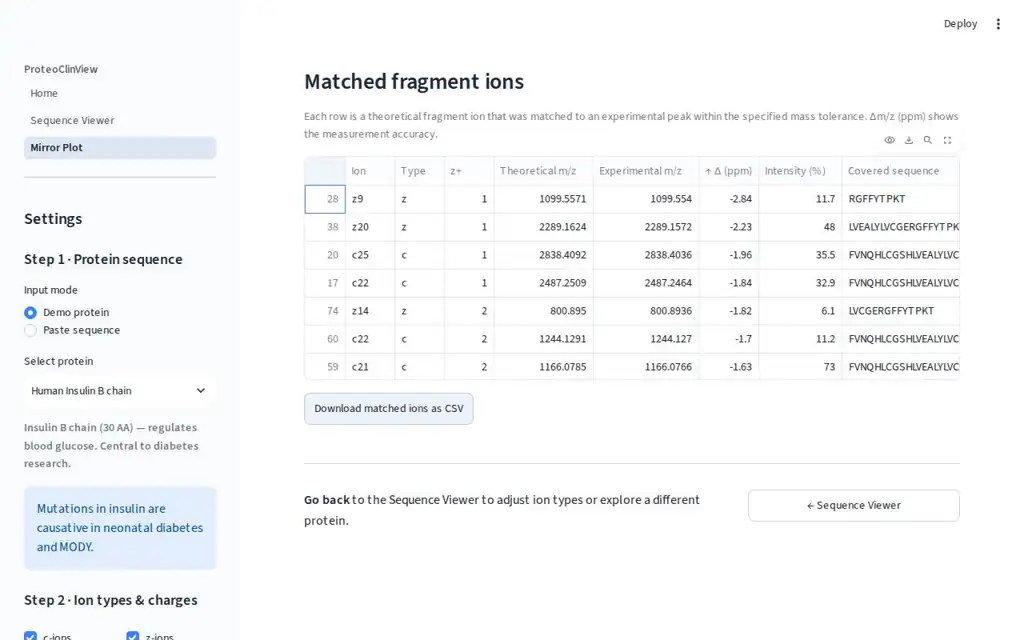 Deploy
ProteoClinView
Home
Sequence Viewer
Mirror Plot
Settings
Step 1 · Protein sequence
Input mode
Demo protein
Paste sequence
Select protein
Human Insulin B chain
Insulin B chain (30 AA) — regulates
blood glucose. Central to diabetes
research.
Mutations in insulin are
causative in neonatal diabetes
and MODY.
Step 2 · Ion types & charges
c-ions z-ions
Matched fragment ions
Each row is a theoretical fragment ion that was matched to an experimental peak within the specified mass tolerance. Δm/z (ppm) shows
the measurement accuracy.
Ion Type z+ Theoretical m/z Experimental m/z ↑ Δ (ppm) Intensity (%) Covered sequence
28 z9 z 1 1099.5571 1099.554 -2.84 11.7 RGFFYTPKT
38 z20 z 1 2289.1624 2289.1572 -2.23 48 LVEALYLVCGERGFFYTPK
20 c25 c 1 2838.4092 2838.4036 -1.96 35.5 FVNQHLCGSHLVEALYLVC
17 c22 c 1 2487.2509 2487.2464 -1.84 32.9 FVNQHLCGSHLVEALYLVC
74 z14 z 2 800.895 800.8936 -1.82 6.1 LVCGERGFFYTPKT
60 c22 c 2 1244.1291 1244.127 -1.7 11.2 FVNQHLCGSHLVEALYLVC
59 c21 c 2 1166.0785 1166.0766 -1.63 73 FVNQHLCGSHLVEALYLVC
Download matched ions as CSV
Go back to the Sequence Viewer to adjust ion types or explore a different
protein.
← Sequence Viewer